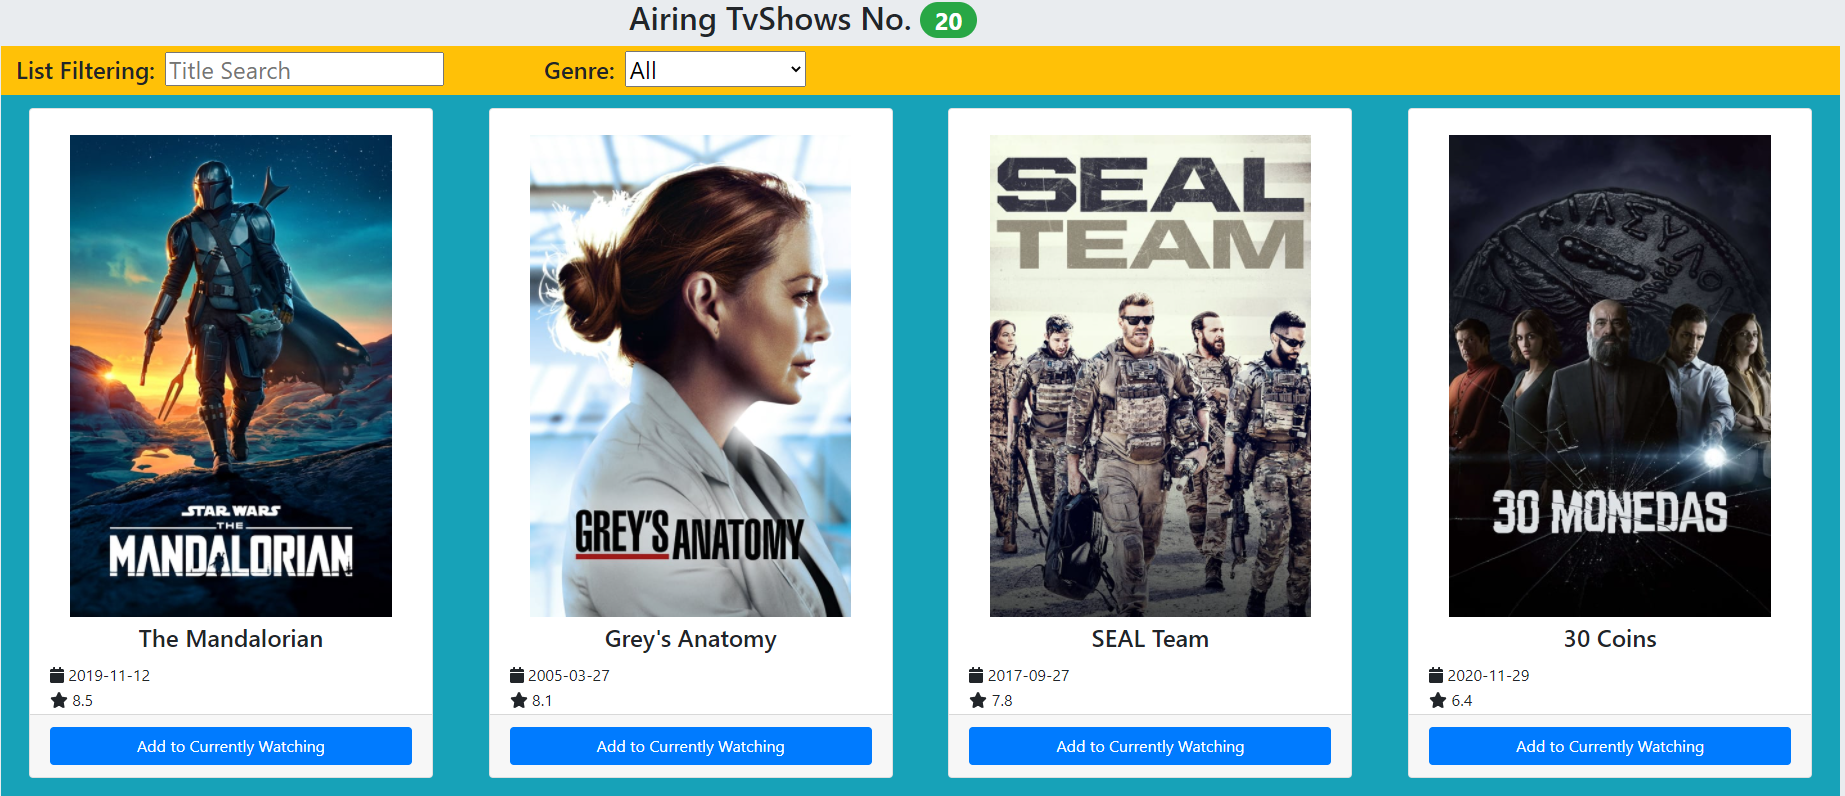 Airing TvShows No. 20
List Filtering: Title Search Genre: All
STAR WARS
THE
MANDALORIAN
The Mandalorian
2019-11-12
8.5
Add to Currently Watching
GREY'S ANATOMY
Grey's Anatomy
2005-03-27
8.1
Add to Currently Watching
SEAL
TEAM
SEAL Team
2017-09-27
7.8
Add to Currently Watching
30 MONEDAS
30 Coins
2020-11-29
6.4
Add to Currently Watching